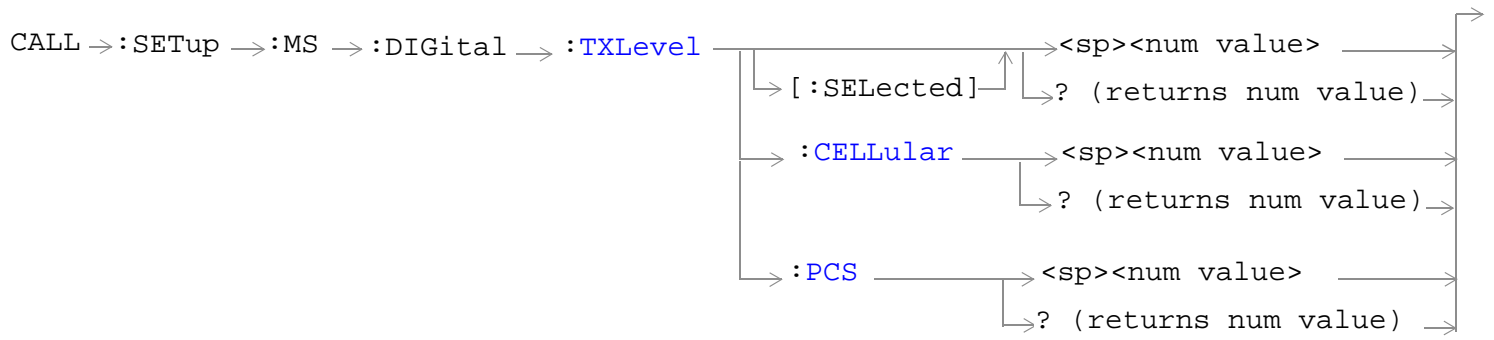 CALL :SETup :MS :DIGital :TXLevel <sp><num value>
[:SELected] ? (returns num value)
:CELLular <sp><num value>
? (returns num value)
:PCS <sp><num value>
? (returns num value)